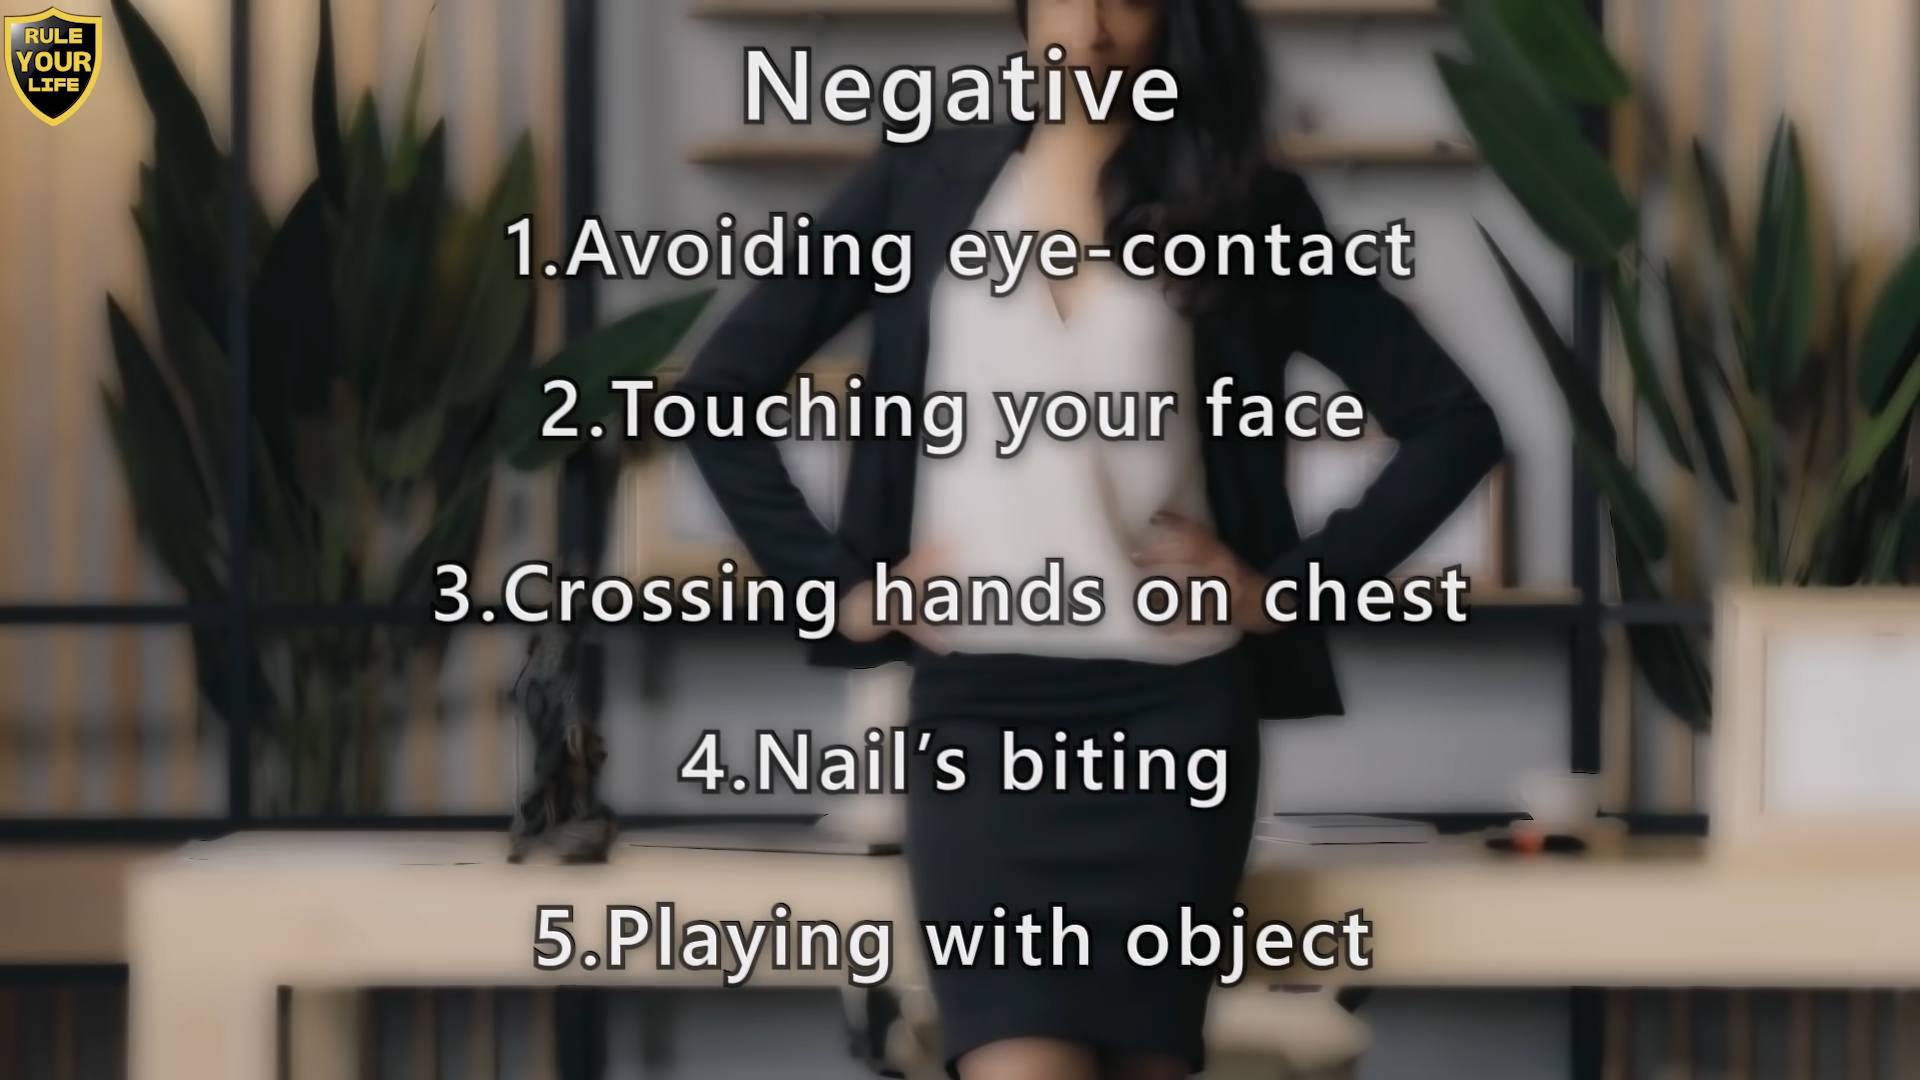 RULE
YOUR
LIFE
Negative
1.Avoiding eye-contact
2.Touching your face
3.Crossing hands on chest
4.Nail’s biting
5.Playing with object